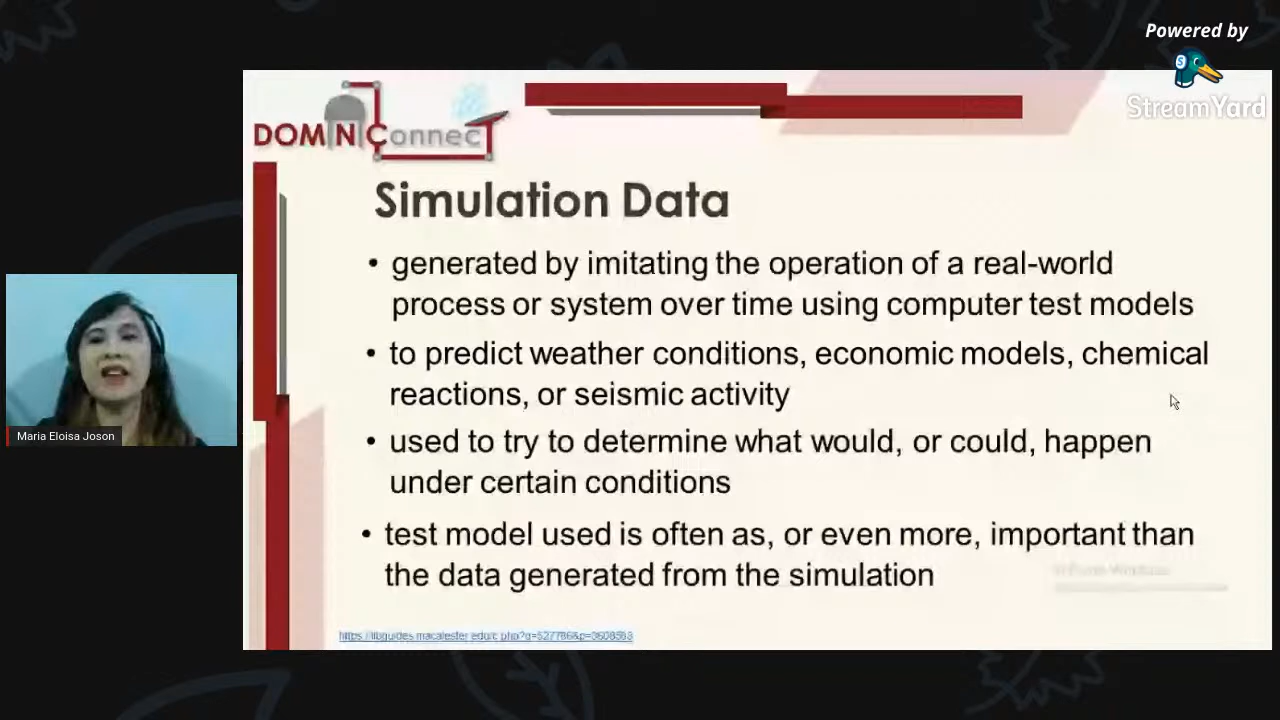 Powered by
StreamYard
DOMINIConnecT
Simulation Data
• generated by imitating the operation of a real-world
process or system over time using computer test models
• to predict weather conditions, economic models, chemical
reactions, or seismic activity
• used to try to determine what would, or could, happen
under certain conditions
• test model used is often as, or even more, important than
the data generated from the simulation
Maria Eloisa Joson